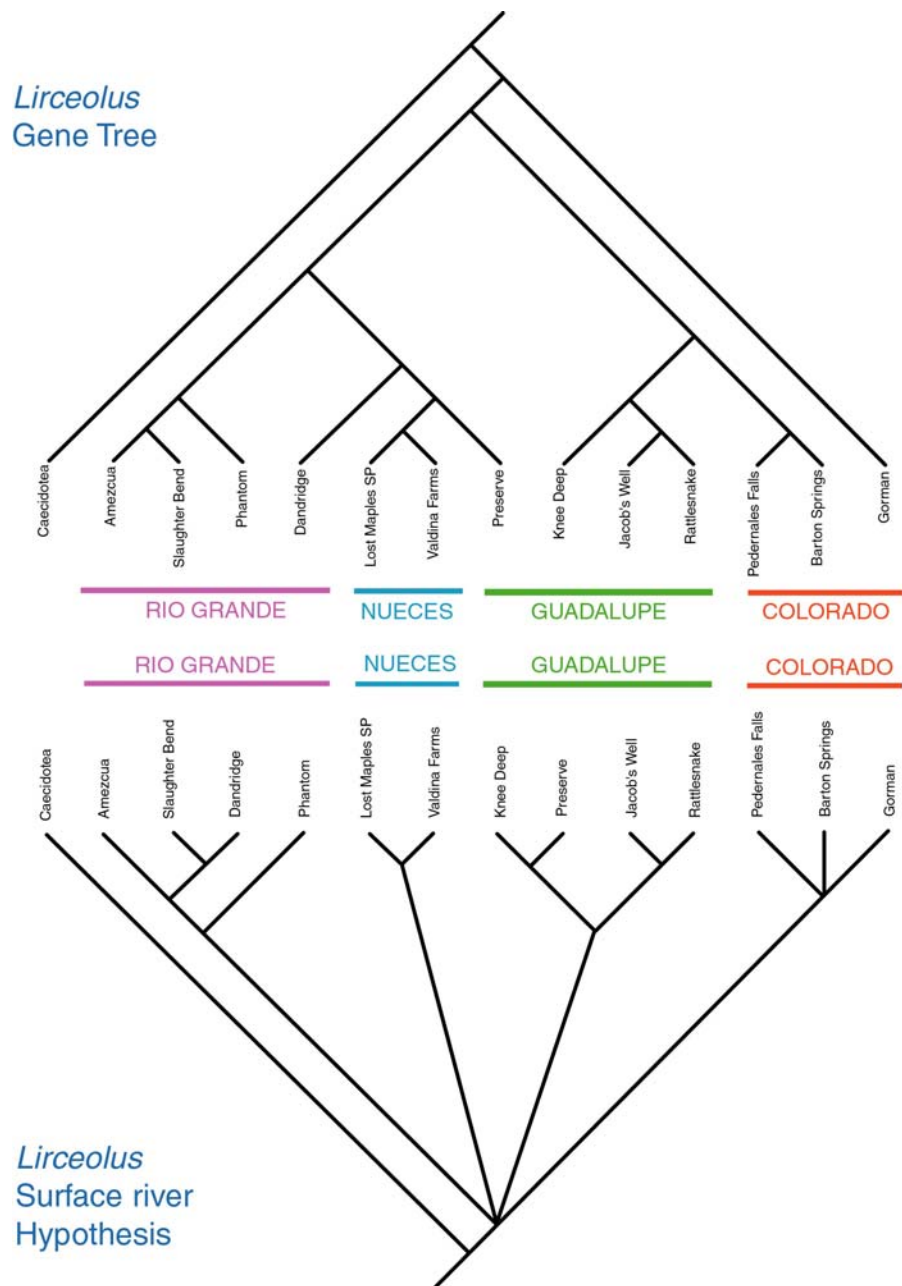 Lirceolus
Gene Tree
Caecidotea
Amezcua
Slaughter Bend
Phantom
Dandridge
Lost Maples SP
Valdina Farms
Preserve
Knee Deep
Jacob's Well
Rattlesnake
Pedernales Falls
Barton Springs
Gorman
RIO GRANDE
NUECES
GUADALUPE
COLORADO
RIO GRANDE
NUECES
GUADALUPE
COLORADO
Caecidotea
Amezcua
Slaughter Bend
Dandridge
Phantom
Lost Maples SP
Valdina Farms
Knee Deep
Preserve
Jacob's Well
Rattlesnake
Pedernales Falls
Barton Springs
Gorman
Lirceolus
Surface river
Hypothesis